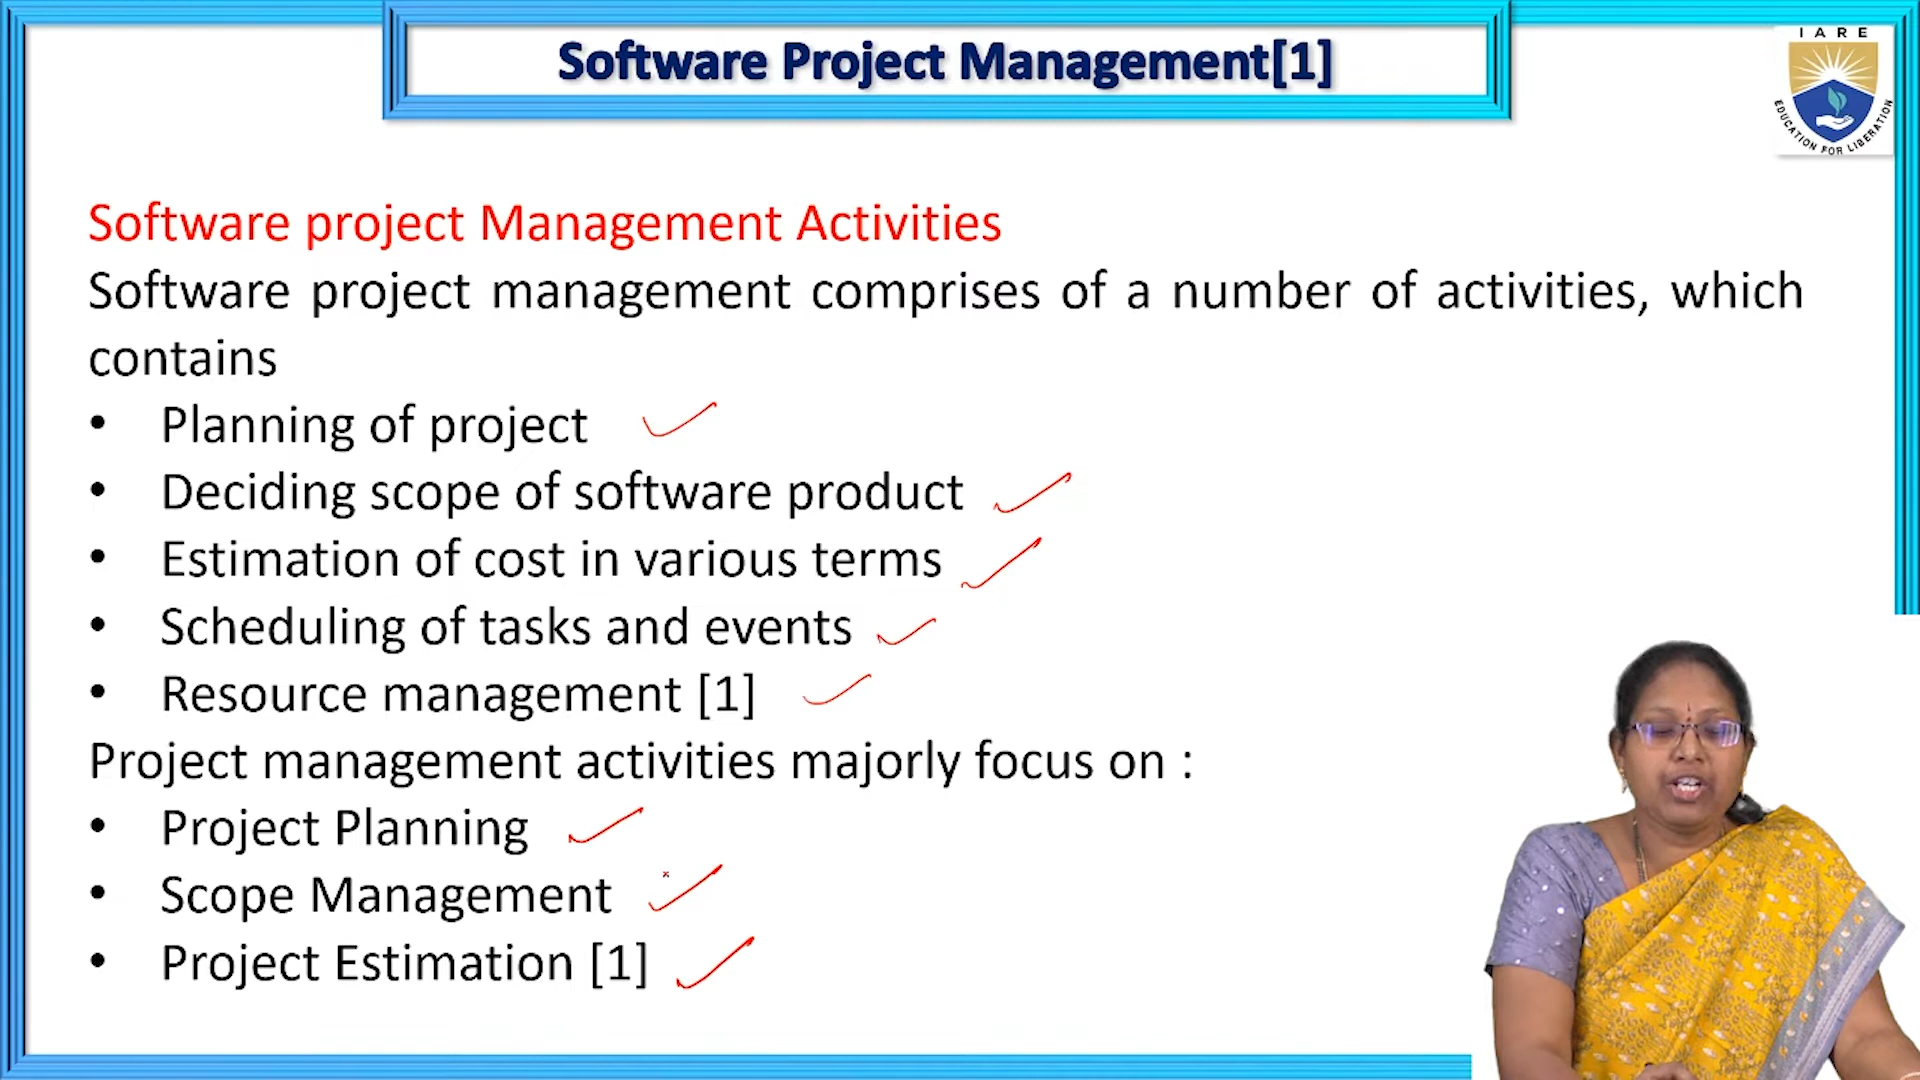 Software Project Management[1]
IARE
EDUCATION FOR LIBERATION
Software project Management Activities
Software project management comprises of a number of activities, which
contains
• Planning of project
• Deciding scope of software product
• Estimation of cost in various terms
• Scheduling of tasks and events
• Resource management [1]
Project management activities majorly focus on :
• Project Planning
• Scope Management
• Project Estimation [1]